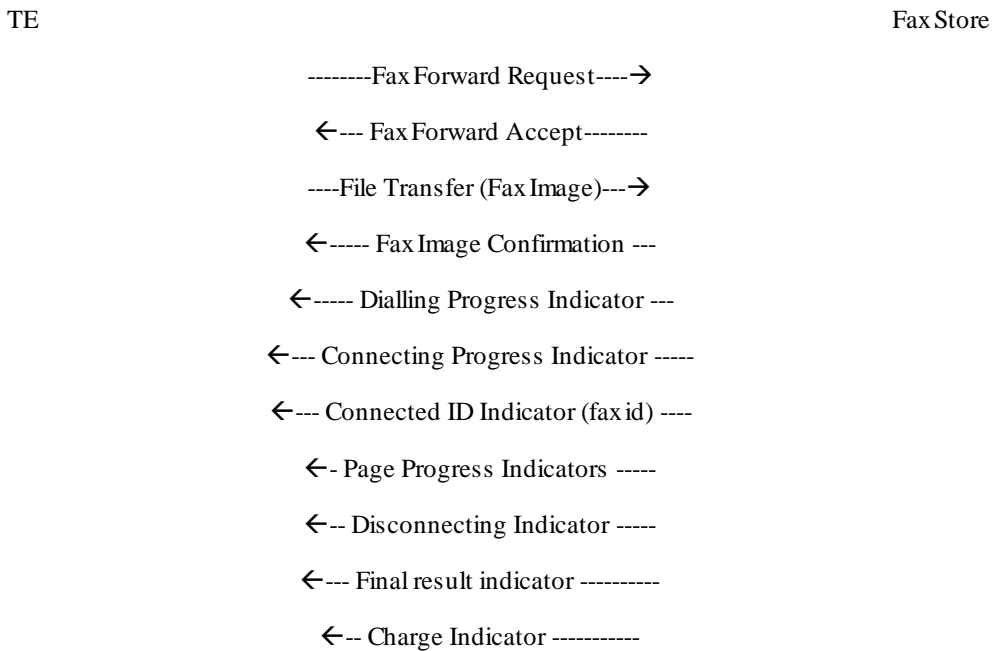 TE Fax Store
--------Fax Forward Request----→
←--- Fax Forward Accept--------
----File Transfer (Fax Image)---→
←----- Fax Image Confirmation ---
←----- Dialling Progress Indicator ---
←--- Connecting Progress Indicator -----
←--- Connected ID Indicator (fax id) ----
←- Page Progress Indicators -----
←-- Disconnecting Indicator -----
←--- Final result indicator ----------
←-- Charge Indicator -----------